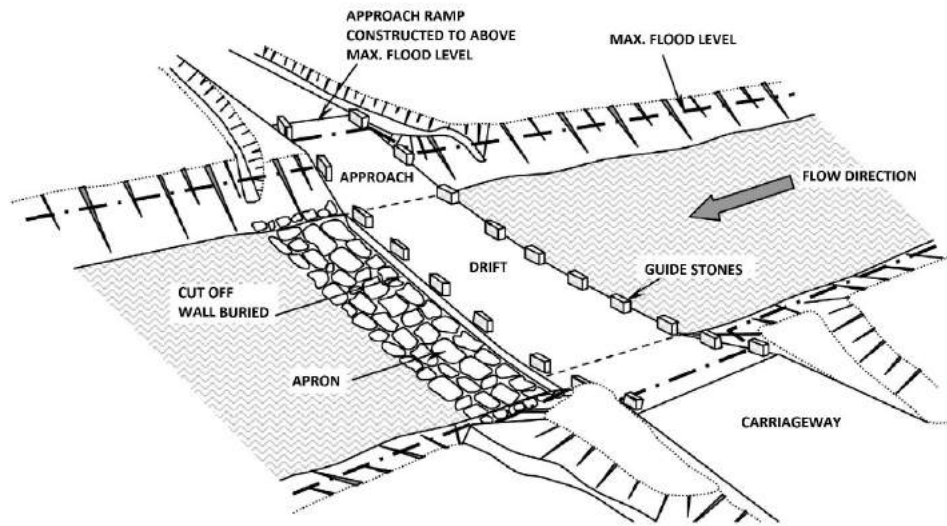 APPROACH RAMP
CONSTRUCTED TO ABOVE
MAX. FLOOD LEVEL
MAX. FLOOD LEVEL
APPROACH
FLOW DIRECTION
DRIFT
GUIDE STONES
CUT OFF
WALL BURIED
APRON
CARRIAGEWAY